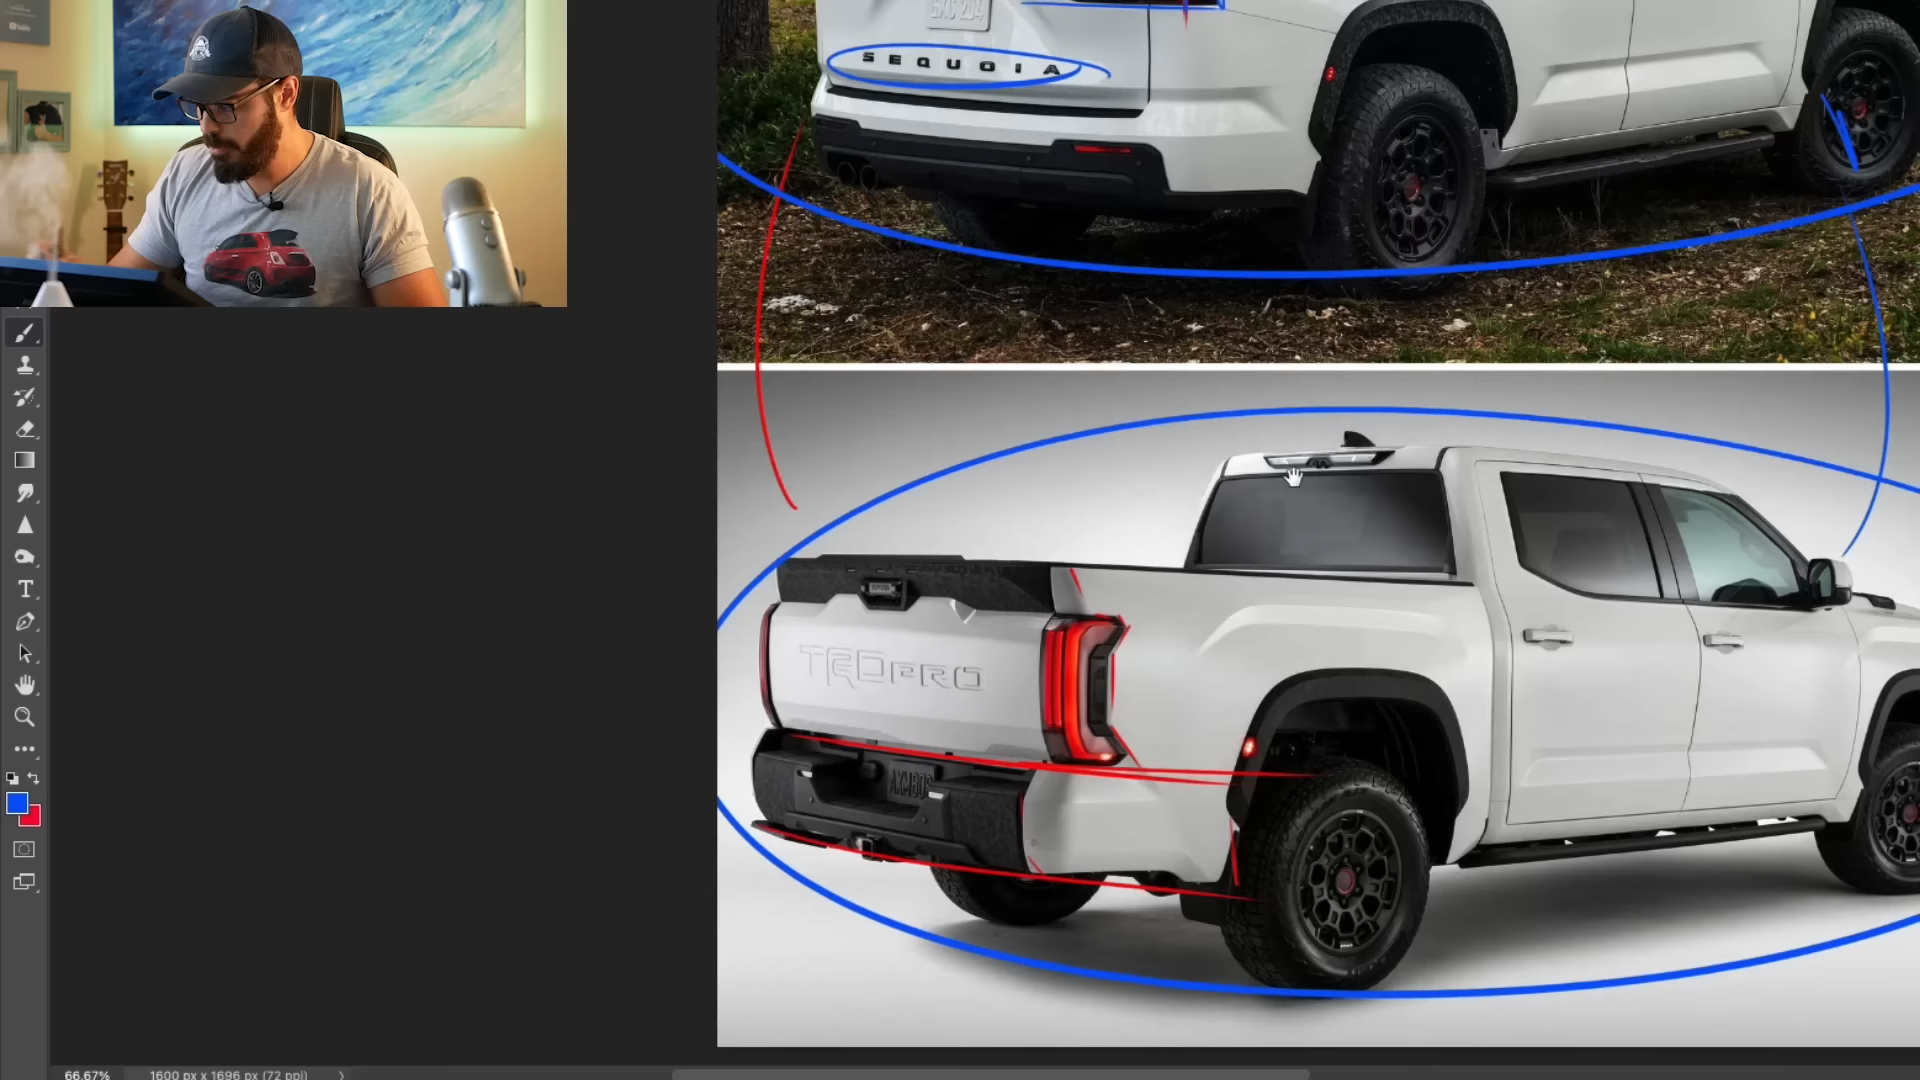 SEQUOIA
TRDPRO
T
66.67%
1600 px x 1696 px (72 ppi)